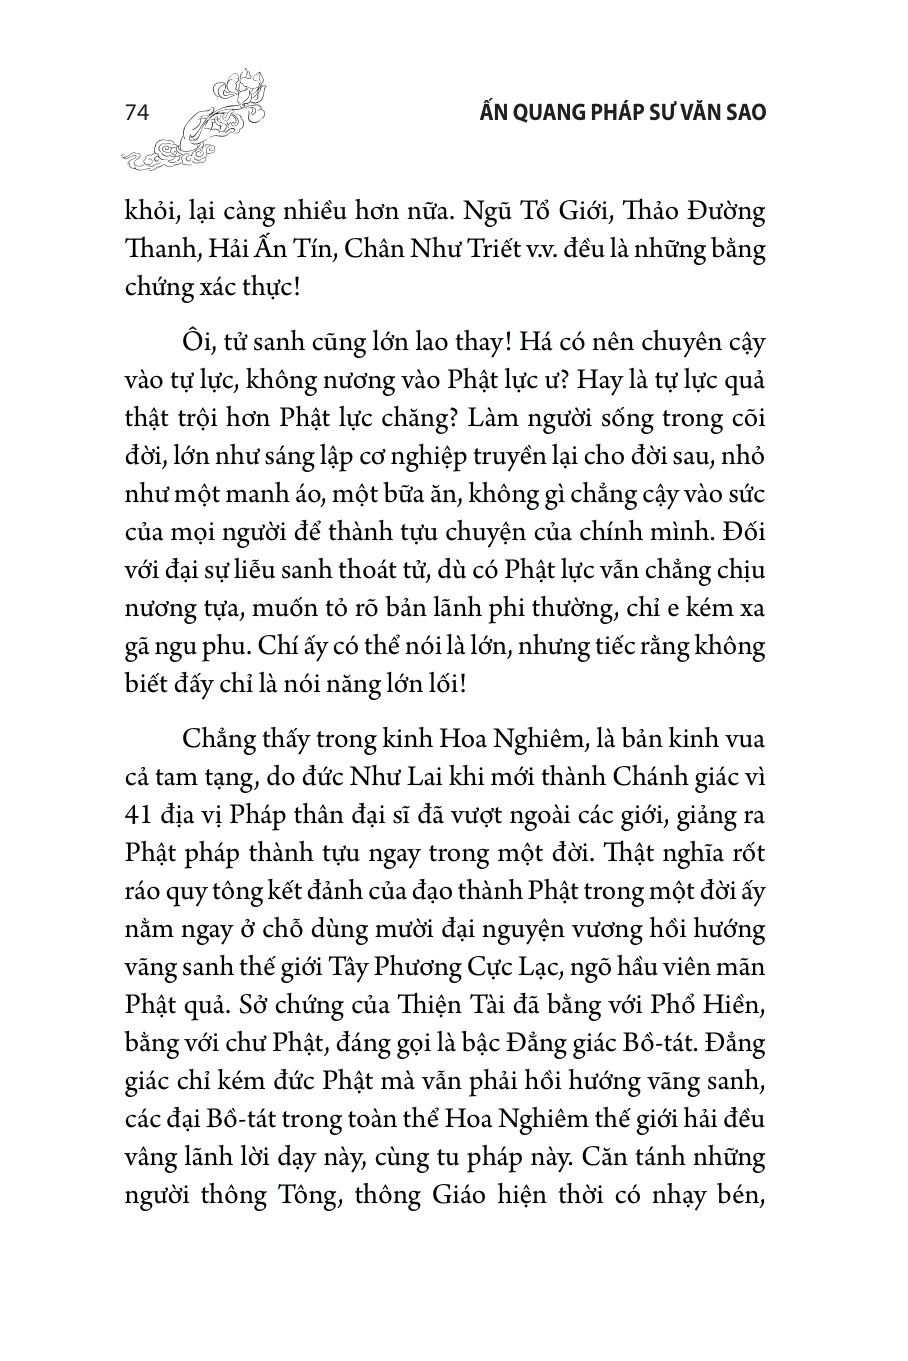 74
ẤN QUANG PHÁP SƯ VĂN SAO
khỏi, lại càng nhiều hơn nữa. Ngũ Tổ Giới, Thảo Đường
Thanh, Hải Ấn Tín, Chân Như Triết v.v. đều là những bằng
chứng xác thực!
Ôi, tử sanh cũng lớn lao thay! Há có nên chuyên cậy
vào tự lực, không nương vào Phật lực ư? Hay là tự lực quả
thật trội hơn Phật lực chăng? Làm người sống trong cõi
đời, lớn như sáng lập cơ nghiệp truyền lại cho đời sau, nhỏ
như một manh áo, một bữa ăn, không gì chẳng cậy vào sức
của mọi người để thành tựu chuyện của chính mình. Đối
với đại sự liễu sanh thoát tử, dù có Phật lực vẫn chẳng chịu
nương tựa, muốn tỏ rõ bản lãnh phi thường, chỉ e kém xa
gã ngu phu. Chí ấy có thể nói là lớn, nhưng tiếc rằng không
biết đấy chỉ là nói năng lớn lối!
Chẳng thấy trong kinh Hoa Nghiêm, là bản kinh vua
cả tam tạng, do đức Như Lai khi mới thành Chánh giác vì
41 địa vị Pháp thân đại sĩ đã vượt ngoài các giới, giảng ra
Phật pháp thành tựu ngay trong một đời. Thật nghĩa rốt
ráo quy tông kết đảnh của đạo thành Phật trong một đời ấy
nằm ngay ở chỗ dùng mười đại nguyện vương hồi hướng
vãng sanh thế giới Tây Phương Cực Lạc, ngõ hầu viên mãn
Phật quả. Sở chứng của Thiện Tài đã bằng với Phổ Hiền,
bằng với chư Phật, đáng gọi là bậc Đẳng giác Bồ-tát. Đẳng
giác chỉ kém đức Phật mà vẫn phải hồi hướng vãng sanh,
các đại Bồ-tát trong toàn thể Hoa Nghiêm thế giới hải đều
vâng lãnh lời dạy này, cùng tu pháp này. Căn tánh những
người thông Tông, thông Giáo hiện thời có nhạy bén,